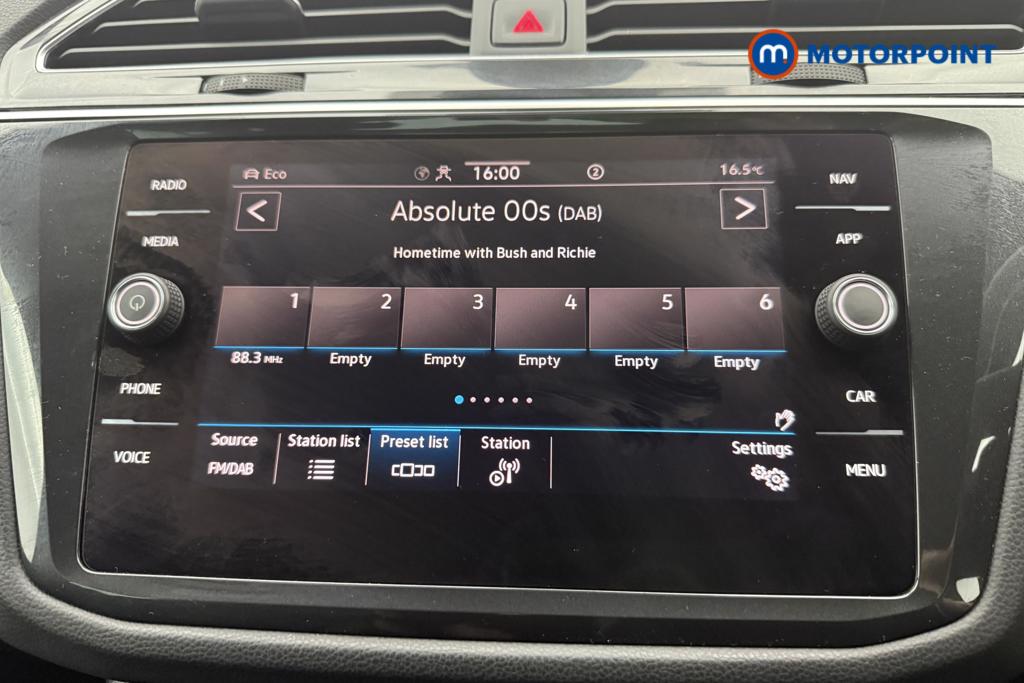 m MOTORPOINT
Eco 16:00 2 16.5°C
RADIO
NAV
< Absolute 00s (DAB) >
MEDIA
APP
Hometime with Bush and Richie
1 2 3 4 5 6
88.3 MHz Empty Empty Empty Empty Empty
PHONE
CAR
Source Station list Preset list Station Settings
FM/DAB
VOICE
MENU